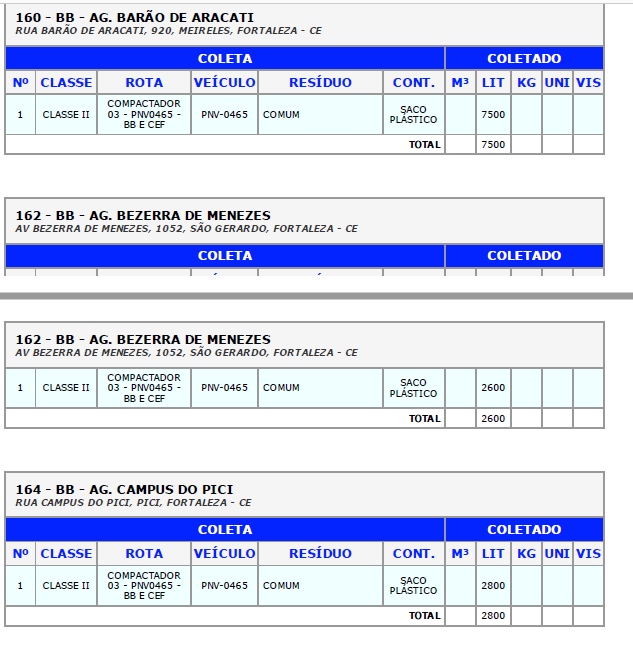 160 - BB - AG. BARÃO DE ARACATI
RUA BARÃO DE ARACATI, 920, MEIRELES, FORTALEZA - CE
COLETA COLETADO
Nº CLASSE ROTA VEÍCULO RESÍDUO CONT. M³ LIT KG UNI VIS
1 CLASSE II COMPACTADOR 03 - PNV0465 - BB E CEF PNV-0465 COMUM SACO PLÁSTICO 7500
TOTAL 7500
162 - BB - AG. BEZERRA DE MENEZES
AV BEZERRA DE MENEZES, 1052, SÃO GERARDO, FORTALEZA - CE
COLETA COLETADO
162 - BB - AG. BEZERRA DE MENEZES
AV BEZERRA DE MENEZES, 1052, SÃO GERARDO, FORTALEZA - CE
1 CLASSE II COMPACTADOR 03 - PNV0465 - BB E CEF PNV-0465 COMUM SACO PLÁSTICO 2600
TOTAL 2600
164 - BB - AG. CAMPUS DO PICI
RUA CAMPUS DO PICI, PICI, FORTALEZA - CE
COLETA COLETADO
Nº CLASSE ROTA VEÍCULO RESÍDUO CONT. M³ LIT KG UNI VIS
1 CLASSE II COMPACTADOR 03 - PNV0465 - BB E CEF PNV-0465 COMUM SACO PLÁSTICO 2800
TOTAL 2800